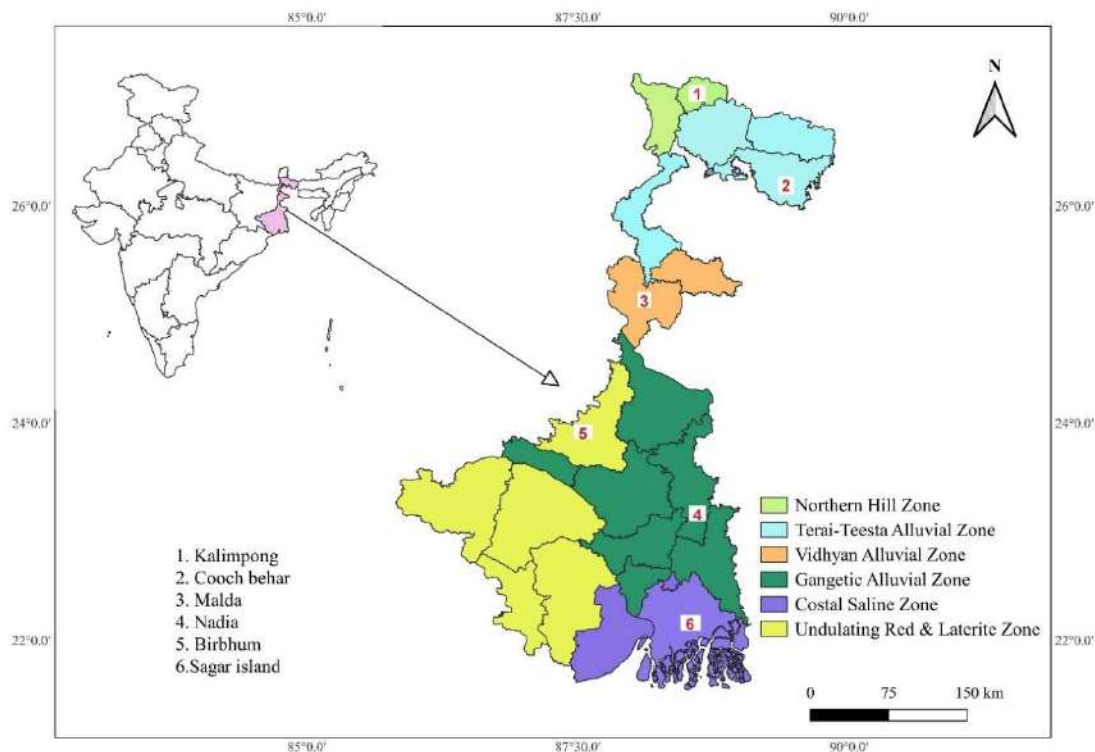 85°0.0'
87°30.0'
90°0.0'
N
1
2
26°0.0'
26°0.0'
3
24°0.0'
24°0.0'
5
4
Northern Hill Zone
Terai-Teesta Alluvial Zone
Vidhyan Alluvial Zone
Gangetic Alluvial Zone
Costal Saline Zone
Undulating Red & Laterite Zone
1. Kalimpong
2. Cooch behar
3. Malda
4. Nadia
5. Birbhum
6.Sagar island
6
22°0.0'
22°0.0'
0 75 150 km
85°0.0'
87°30.0'
90°0.0'